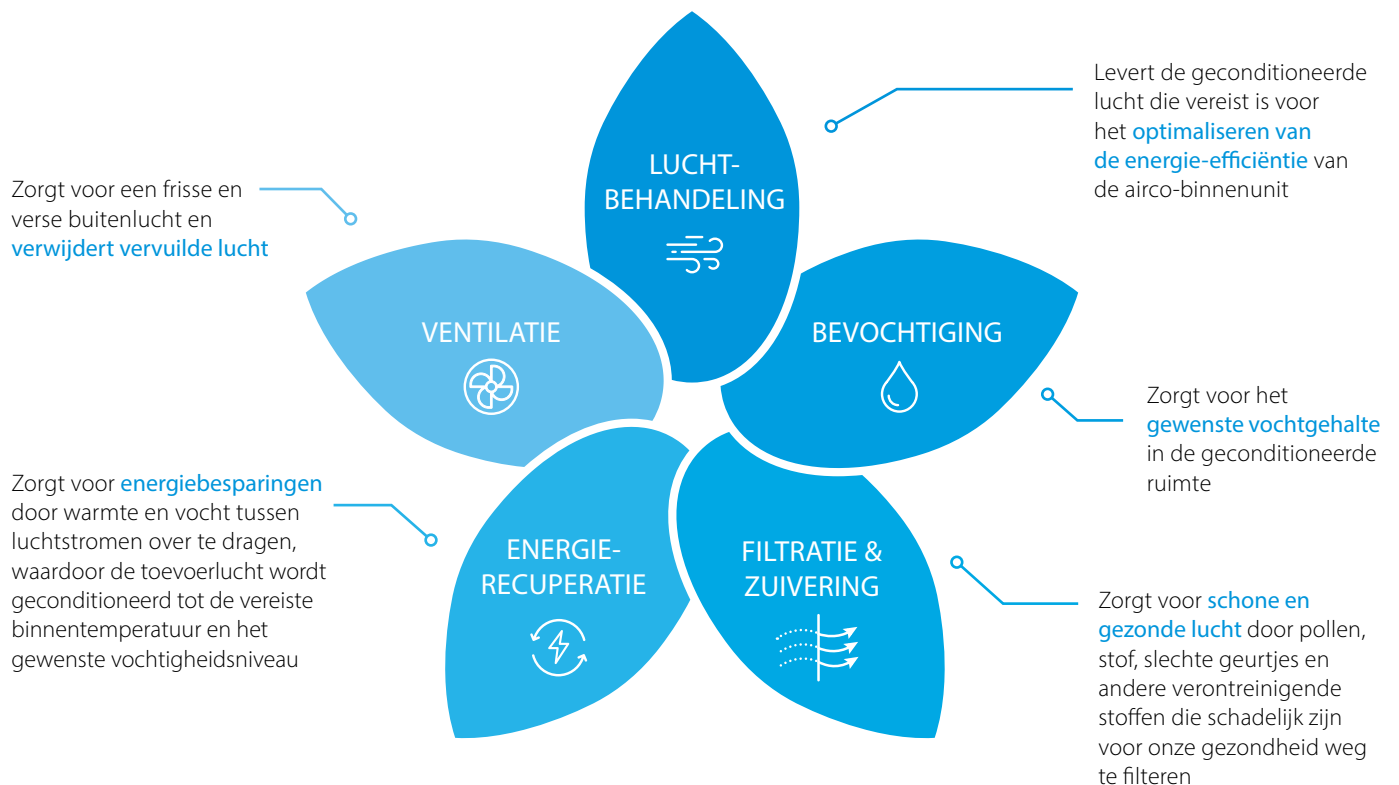 LUCHT-
BEHANDELING
Levert de geconditioneerde
lucht die vereist is voor
het optimaliseren van
de energie-efficiëntie van
de airco-binnenunit
BEVOCHTIGING
Zorgt voor het
gewenste vochtgehalte
in de geconditioneerde
ruimte
FILTRATIE &
ZUIVERING
Zorgt voor schone en
gezonde lucht door pollen,
stof, slechte geurtjes en
andere verontreinigende
stoffen die schadelijk zijn
voor onze gezondheid weg
te filteren
ENERGIE-
RECUPERATIE
Zorgt voor energiebesparingen
door warmte en vocht tussen
luchtstromen over te dragen,
waardoor de toevoerlucht wordt
geconditioneerd tot de vereiste
binnentemperatuur en het
gewenste vochtigheidsniveau
VENTILATIE
Zorgt voor een frisse en
verse buitenlucht en
verwijdert vervuilde lucht